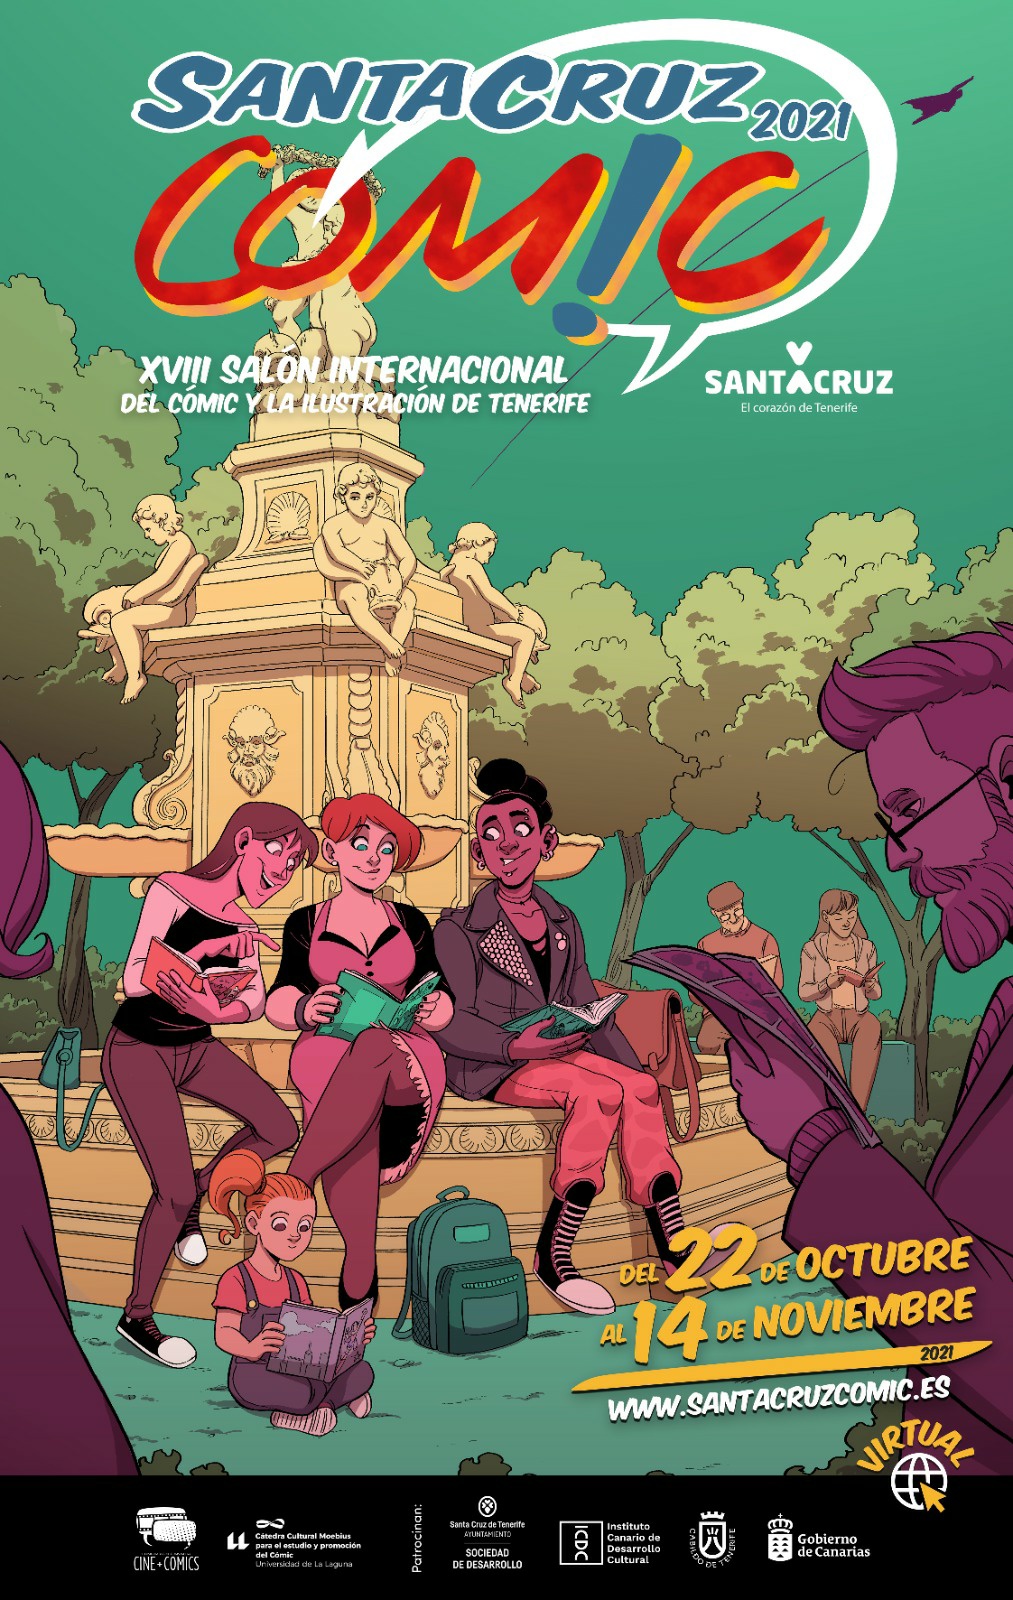 SANTACRUZ
2021
COM!C
XVIII SALÓN INTERNACIONAL
DEL CÓMIC Y LA ILUSTRACIÓN DE TENERIFE
SANTACRUZ
El corazón de Tenerife
DEL 22 DE OCTUBRE
AL 14 DE NOVIEMBRE
2021
WWW.SANTACRUZCOMIC.ES
VIRTUAL
CINE+COMICS
Cátedra Cultural Moebius
para el estudio y promoción
del Cómic
Universidad de La Laguna
Patrocinan:
Santa Cruz de Tenerife
AYUNTAMIENTO
SOCIEDAD
DE DESARROLLO
ICDC
Instituto
Canario de
Desarrollo
Cultural
CABILDO DE TENERIFE
Gobierno
de Canarias